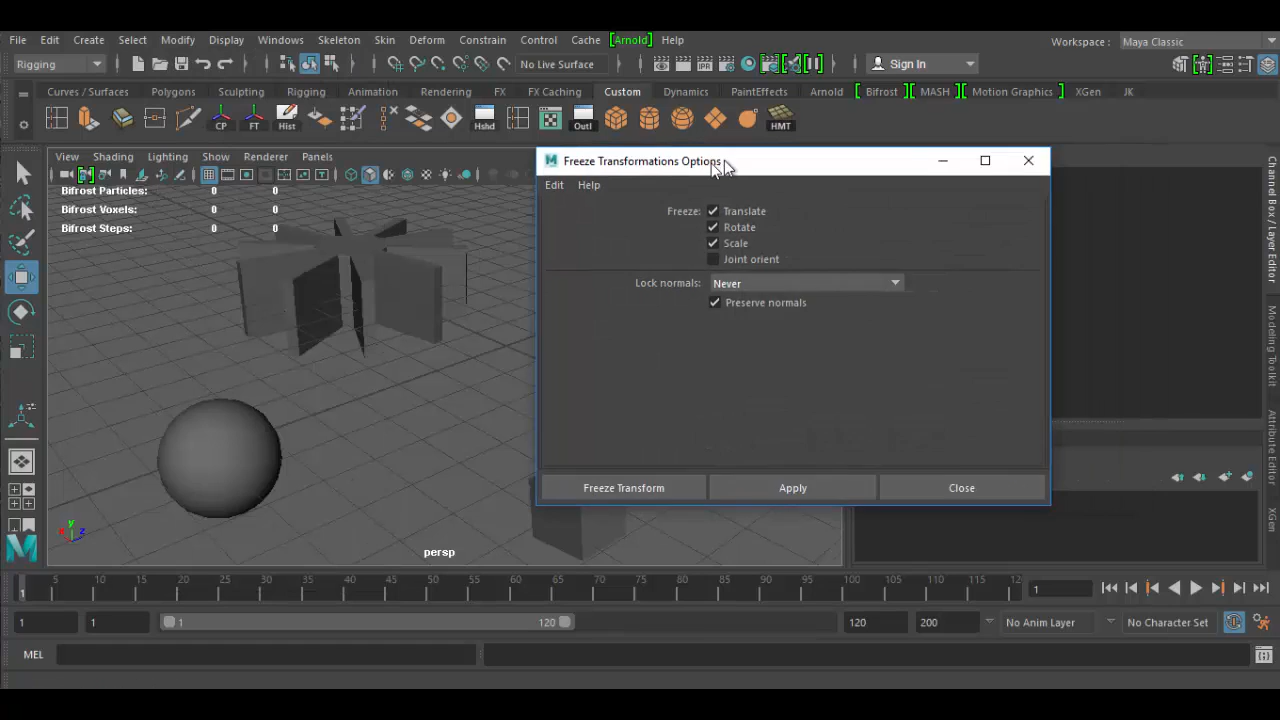 File Edit Create Select Modify Display Windows Skeleton Skin Deform Constrain Control Cache [Arnold] Help Workspace : Maya Classic
Rigging No Live Surface IPR Sign In
Curves / Surfaces Polygons Sculpting Rigging Animation Rendering FX FX Caching Custom Dynamics PaintEffects Arnold [ Bifrost ] [ MASH ] [ Motion Graphics ] XGen JK
CP FT Hist Hshd Outl HMT
View Shading Lighting Show Renderer Panels
Bifrost Particles: 0 0
Bifrost Voxels: 0 0
Bifrost Steps: 0 0
Freeze Transformations Options
Edit Help
Freeze: Translate
Rotate
Scale
Joint orient
Lock normals: Never
Preserve normals
Freeze Transform Apply Close
Channel Box / Layer Editor
Modeling Toolkit
Attribute Editor
XGen
y
x z
persp
5 10 15 20 25 30 35 40 45 50 55 60 65 70 75 80 85 90 95 100 105 110 115 12
1 1
1 1 1 120 120 200 No Anim Layer No Character Set
MEL